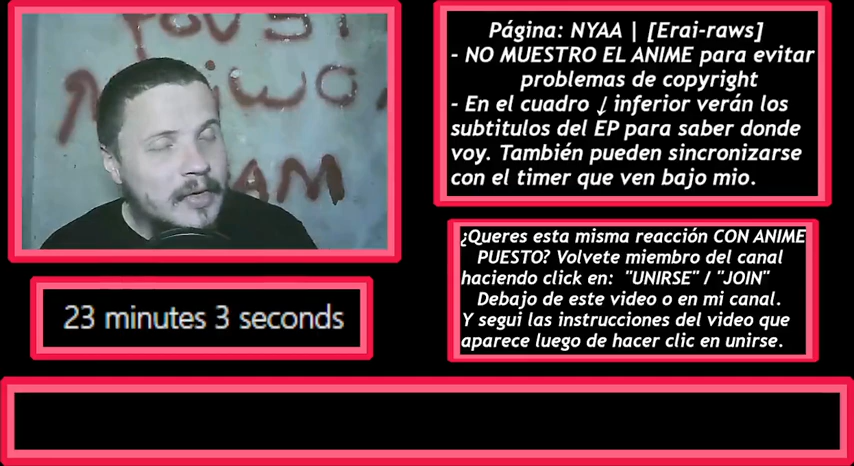 Página: NYAA | [Erai-raws]
- NO MUESTRO EL ANIME para evitar
problemas de copyright
- En el cuadro ↓ inferior verán los
subtitulos del EP para saber donde
voy. También pueden sincronizarse
con el timer que ven bajo mio.
¿Queres esta misma reacción CON ANIME
PUESTO? Volvete miembro del canal
haciendo click en: "UNIRSE" / "JOIN"
Debajo de este video o en mi canal.
Y segui las instrucciones del video que
aparece luego de hacer clic en unirse.
23 minutes 3 seconds